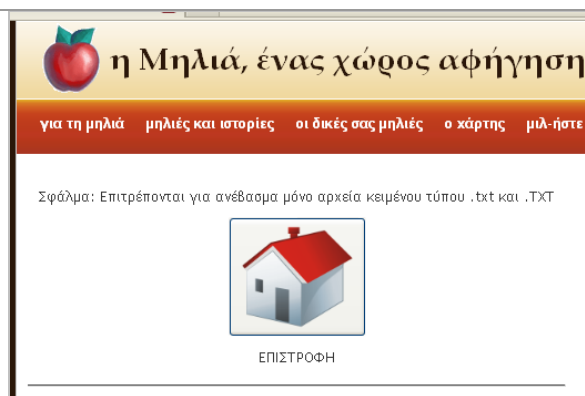 η Μηλιά, ένας χώρος αφήγηση
για τη μηλιά μηλιές και ιστορίες οι δικές σας μηλιές ο χάρτης μιλ-ήστε
Σφάλμα: Επιτρέπονται για ανέβασμα μόνο αρχεία κειμένου τύπου .txt και .TXT
ΕΠΙΣΤΡΟΦΗ